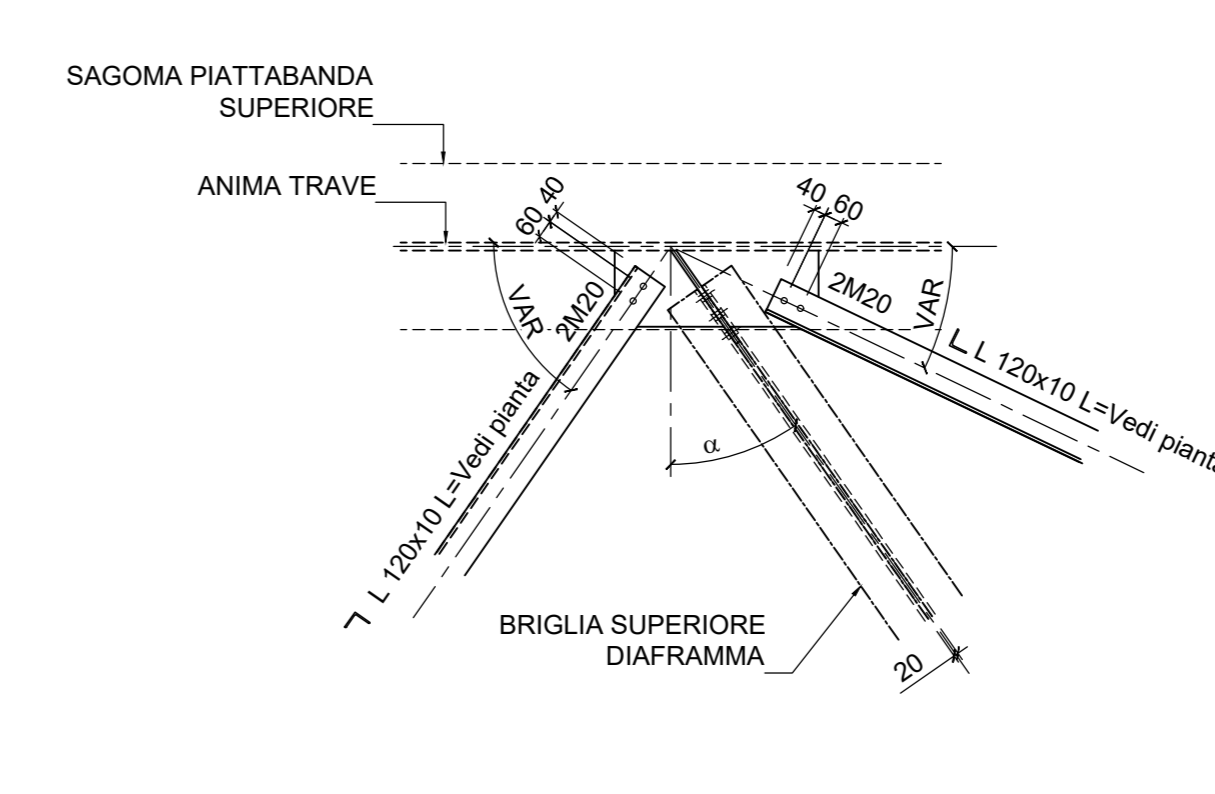 SAGOMA PIATTABANDA
SUPERIORE
ANIMA TRAVE
60 40
40 60
VAR
2M20
2M20
VAR
L 120x10 L=Vedi pianta
L 120x10 L=Vedi pianta
α
BRIGLIA SUPERIORE
DIAFRAMMA
20